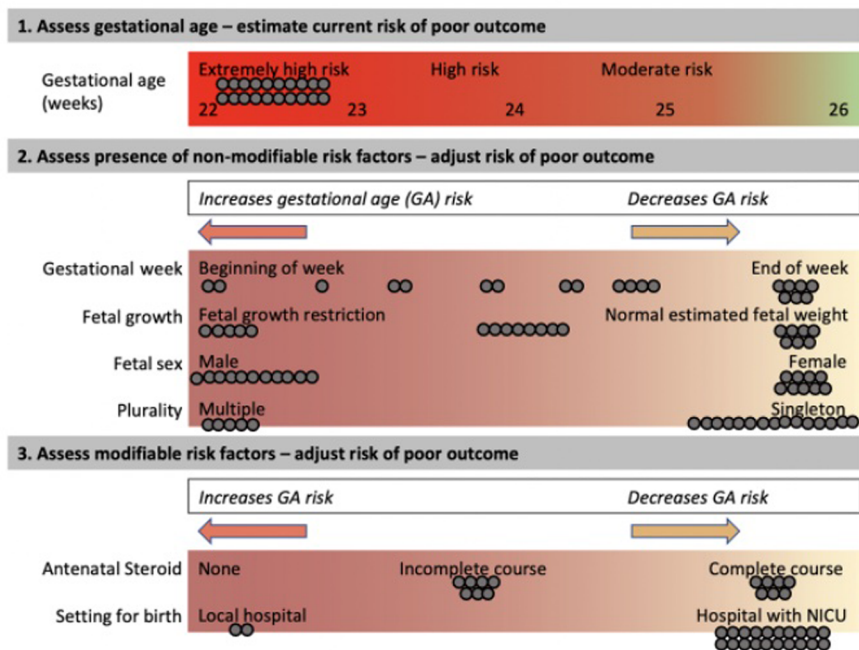 1. Assess gestational age – estimate current risk of poor outcome
Gestational age (weeks)
Extremely high risk High risk Moderate risk
22 23 24 25 26
2. Assess presence of non-modifiable risk factors – adjust risk of poor outcome
Increases gestational age (GA) risk Decreases GA risk
Gestational week Beginning of week End of week
Fetal growth Fetal growth restriction Normal estimated fetal weight
Fetal sex Male Female
Plurality Multiple Singleton
3. Assess modifiable risk factors – adjust risk of poor outcome
Increases GA risk Decreases GA risk
Antenatal Steroid None Incomplete course Complete course
Setting for birth Local hospital Hospital with NICU